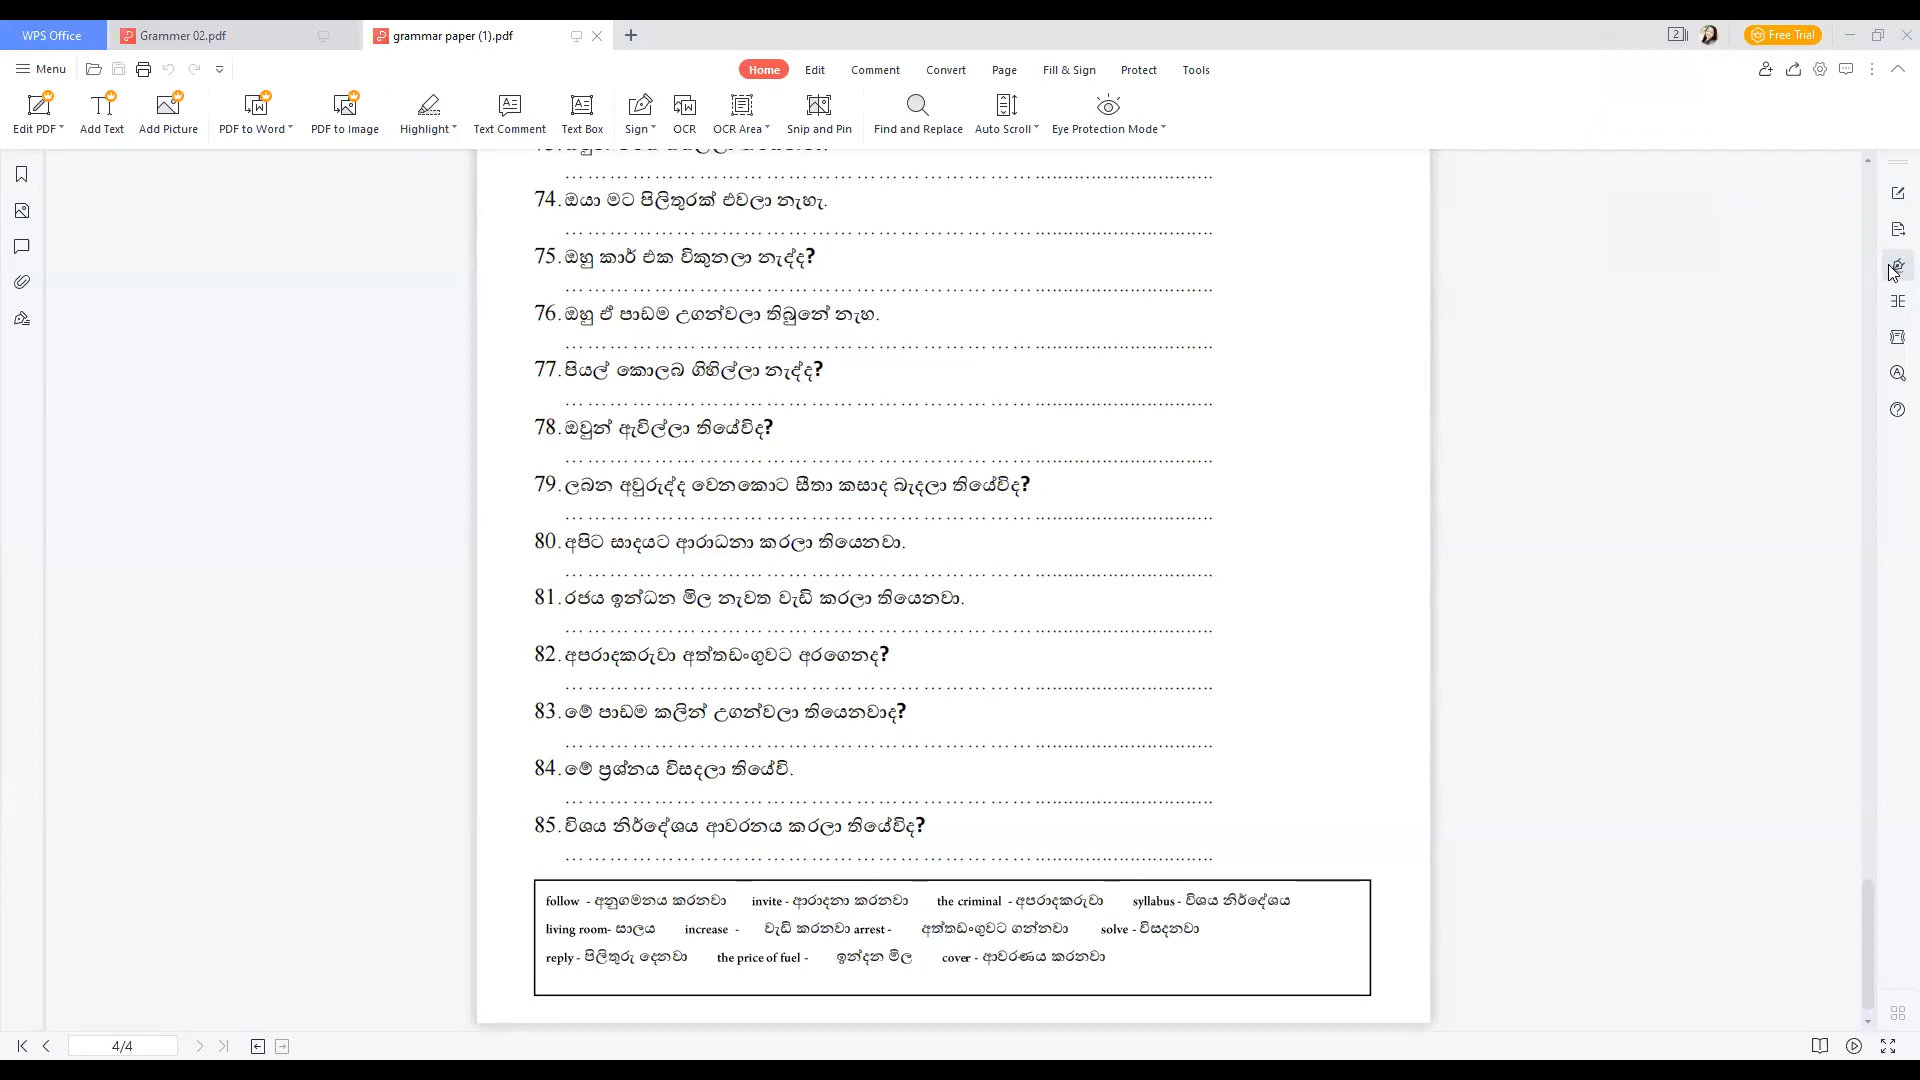 WPS Office
Grammer 02.pdf
grammar paper (1).pdf
2
Free Trial
Menu
Home Edit Comment Convert Page Fill & Sign Protect Tools
Edit PDF Add Text Add Picture PDF to Word PDF to Image Highlight Text Comment Text Box Sign OCR OCR Area Snip and Pin Find and Replace Auto Scroll Eye Protection Mode
74. ඔයා මට පිලිතුරක් එවලා නැහැ.
75. ඔහු කාර් එක විකුනලා නැද්ද?
76. ඔහු ඒ පාඩම උගන්වලා තිබුනේ නැහ.
77. පියල් කොලබ ගිහිල්ලා නැද්ද?
78. ඔවුන් ඇවිල්ලා තියේවිද?
79. ලබන අවුරුද්ද වෙනකොට සීතා කසාද බැදලා තියේවිද?
80. අපිට සාදයට ආරාධනා කරලා තියෙනවා.
81. රජය ඉන්ධන මිල නැවත වැඩි කරලා තියෙනවා.
82. අපරාදකරුවා අත්තඩංගුවට අරගෙනද?
83. මේ පාඩම කලින් උගන්වලා තියෙනවාද?
84. මේ ප්‍රශ්නය විසදලා තියේවි.
85. විශය නිර්දේශය ආවරනය කරලා තියේවිද?
follow - අනුගමනය කරනවා invite - ආරාදනා කරනවා the criminal - අපරාදකරුවා syllabus - විශය නිර්දේශය
living room- සාලය increase - වැඩි කරනවා arrest - අත්තඩංගුවට ගන්නවා solve - විසදනවා
reply - පිලිතුරු දෙනවා the price of fuel - ඉන්දන මිල cover - ආවරණය කරනවා
4/4